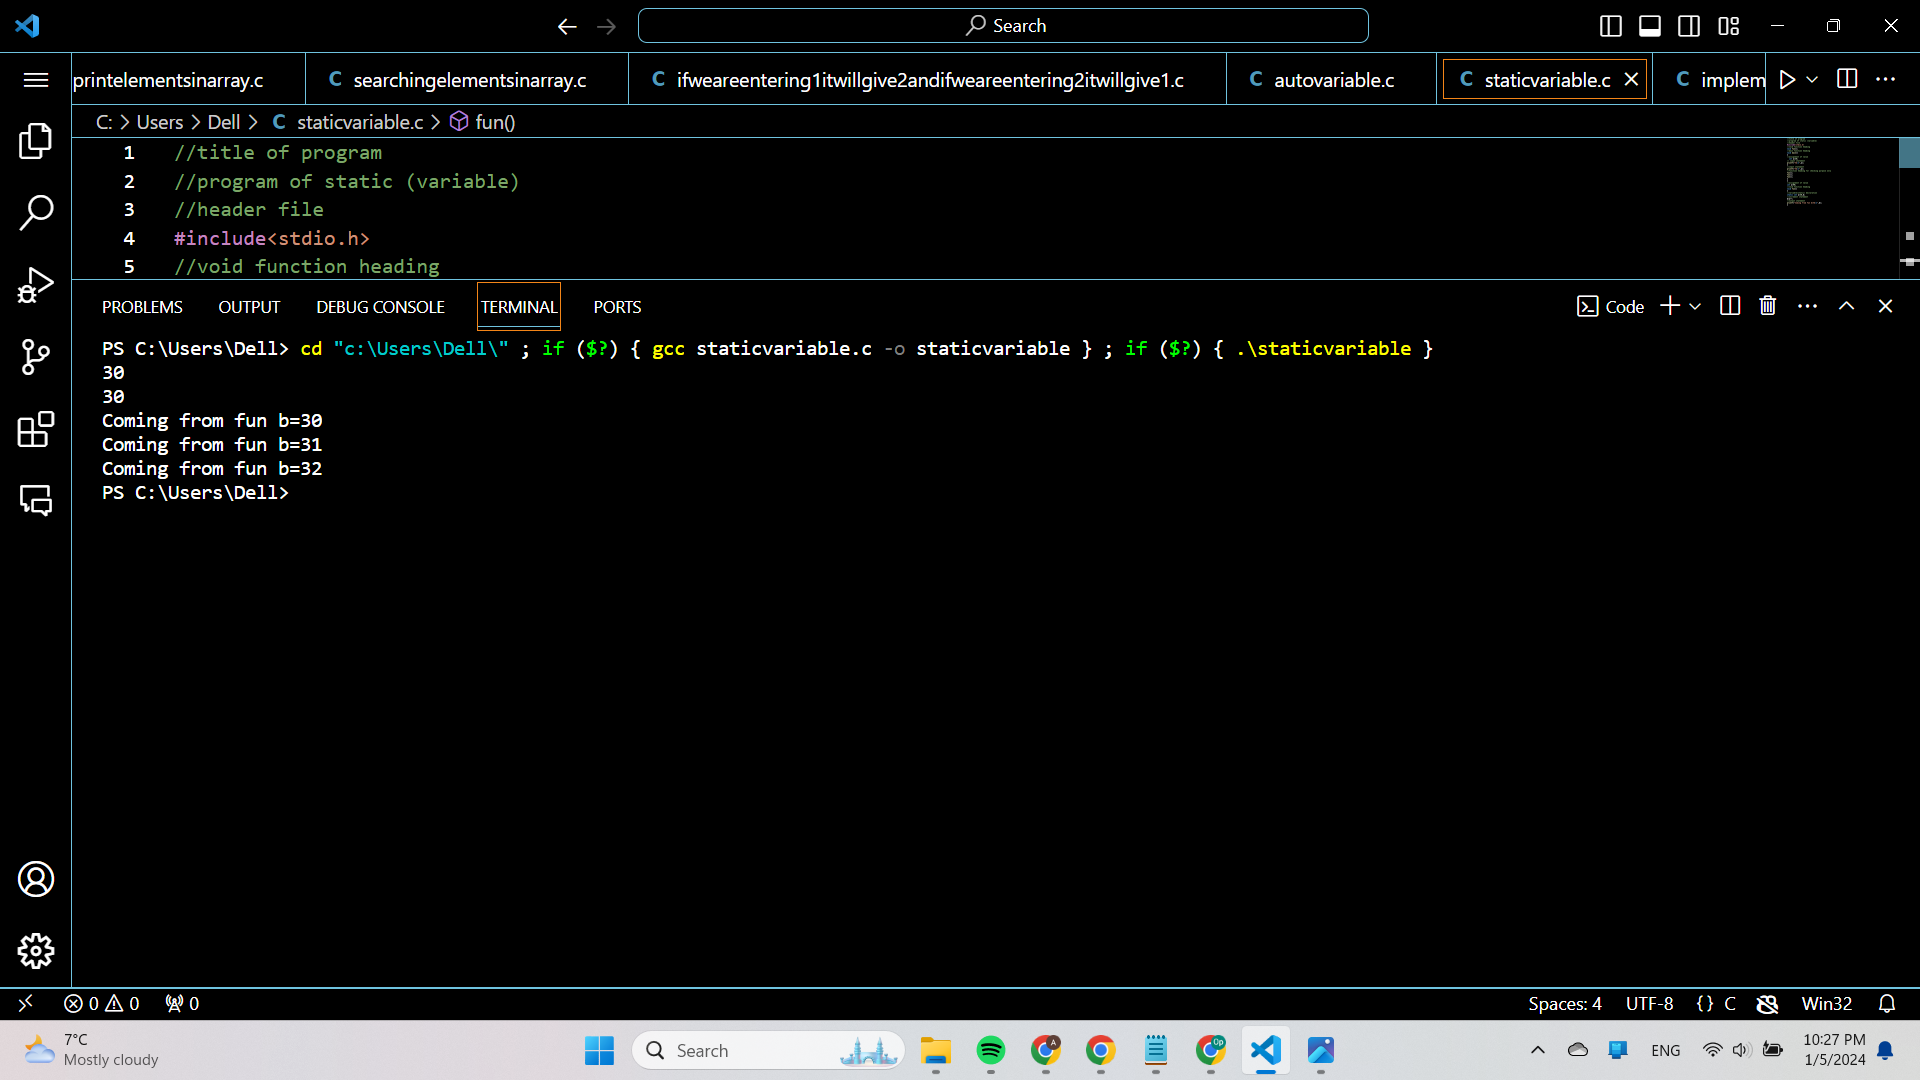 Search
printelementsinarray.c
C searchingelementsinarray.c
C ifweareentering1itwillgive2andifweareentering2itwillgive1.c
C autovariable.c
C staticvariable.c
C implem
C: > Users > Dell > C staticvariable.c > fun()
1 //title of program
2 //program of static (variable)
3 //header file
4 #include<stdio.h>
5 //void function heading
PROBLEMS OUTPUT DEBUG CONSOLE TERMINAL PORTS
Code
PS C:\Users\Dell> cd "c:\Users\Dell\" ; if ($?) { gcc staticvariable.c -o staticvariable } ; if ($?) { .\staticvariable }
30
30
Coming from fun b=30
Coming from fun b=31
Coming from fun b=32
PS C:\Users\Dell>
0 0 0
Spaces: 4 UTF-8 {} C Win32
7°C
Mostly cloudy
Search
A
Op
ENG
10:27 PM
1/5/2024